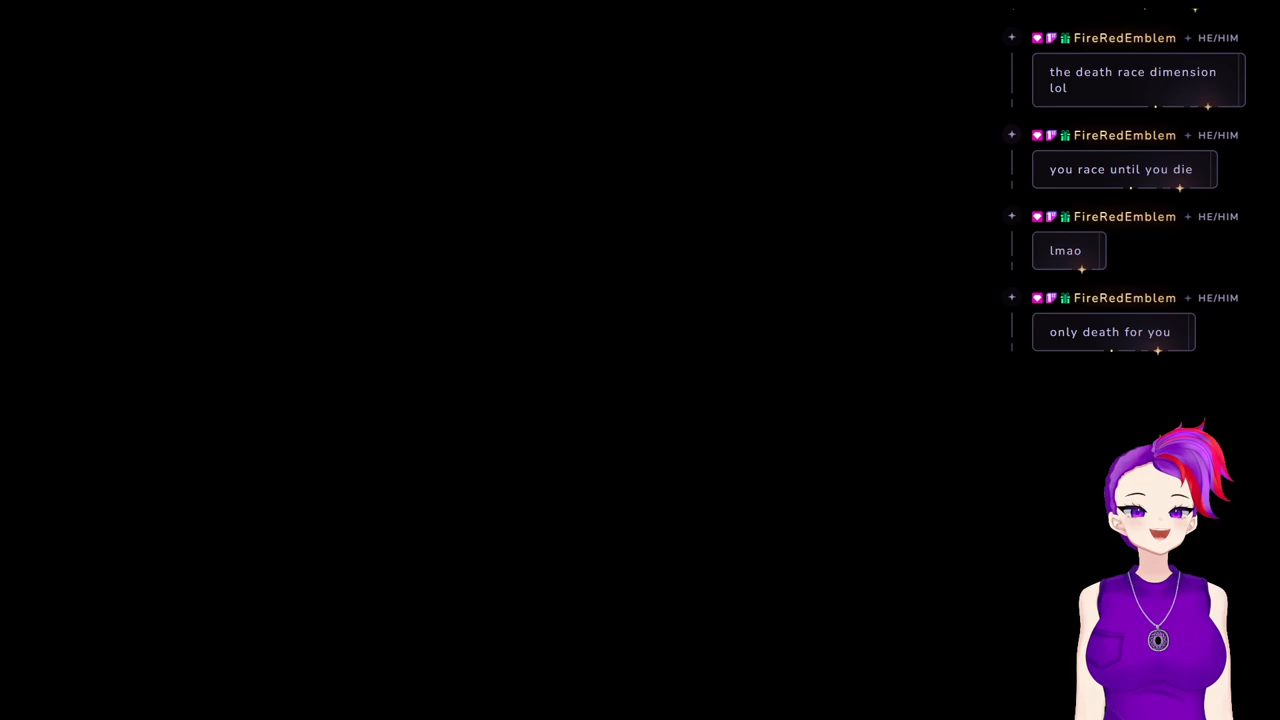 FireRedEmblem HE/HIM
the death race dimension
lol
FireRedEmblem HE/HIM
you race until you die
FireRedEmblem HE/HIM
lmao
FireRedEmblem HE/HIM
only death for you